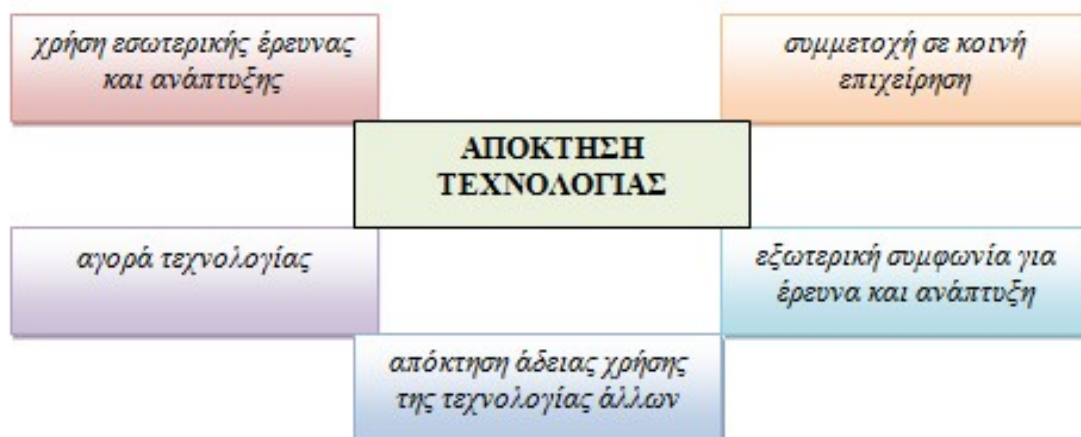 χρήση εσωτερικής έρευνας
και ανάπτυξης
συμμετοχή σε κοινή
επιχείρηση
ΑΠΟΚΤΗΣΗ
ΤΕΧΝΟΛΟΓΙΑΣ
αγορά τεχνολογίας
εξωτερική συμφωνία για
έρευνα και ανάπτυξη
απόκτηση άδειας χρήσης
της τεχνολογίας άλλων